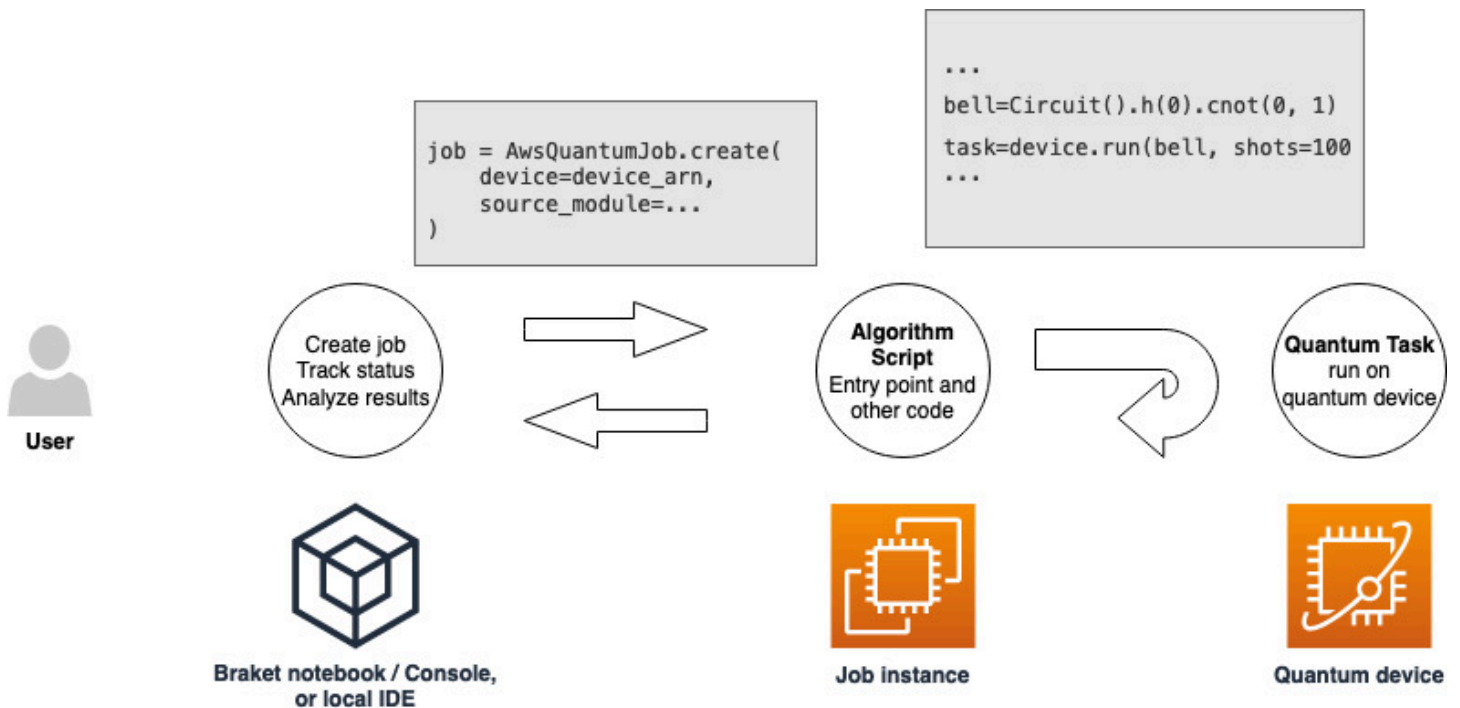 ...
bell=Circuit().h(0).cnot(0, 1)
task=device.run(bell, shots=100
...
job = AwsQuantumJob.create(
    device=device_arn,
    source_module=...
)
User
Create job
Track status
Analyze results
Algorithm
Script
Entry point and
other code
Quantum Task
run on
quantum device
Braket notebook / Console,
or local IDE
Job instance
Quantum device